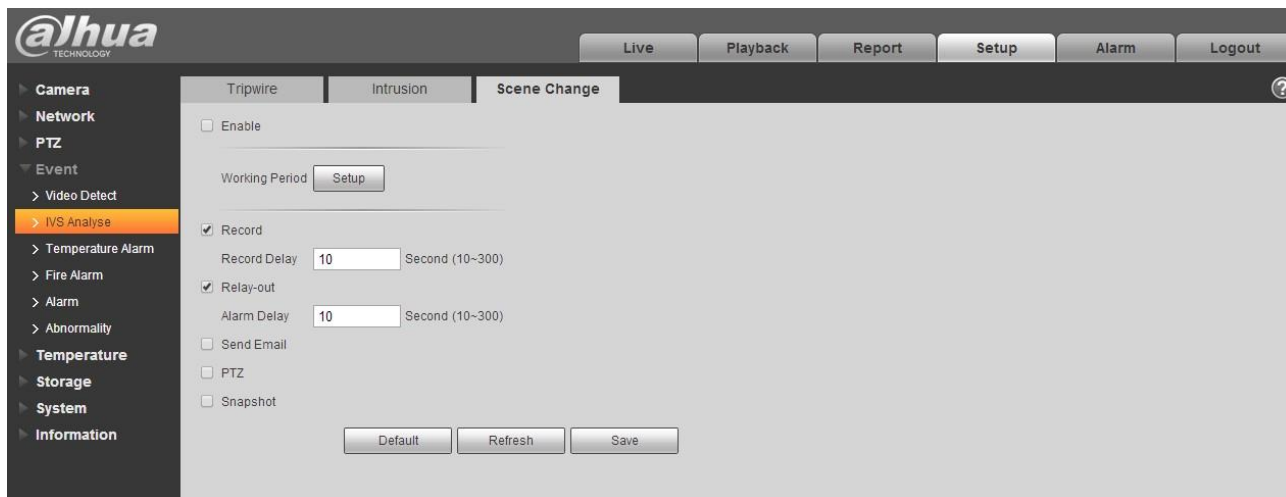 alhua
TECHNOLOGY
Live Playback Report Setup Alarm Logout
Camera
Network
PTZ
Event
> Video Detect
> IVS Analyse
> Temperature Alarm
> Fire Alarm
> Alarm
> Abnormality
Temperature
Storage
System
Information
Tripwire Intrusion Scene Change
?
Enable
Working Period Setup
Record
Record Delay 10 Second (10~300)
Relay-out
Alarm Delay 10 Second (10~300)
Send Email
PTZ
Snapshot
Default Refresh Save